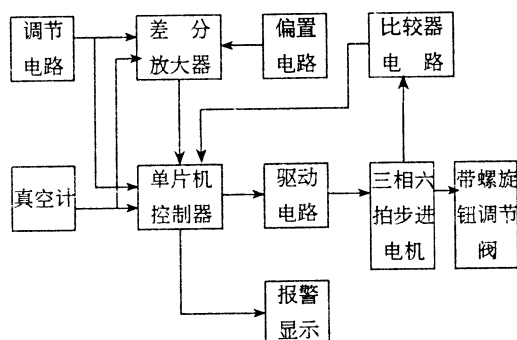 调节
电路
差 分
放大器
偏置
电路
比较器
电 路
真空计
单片机
控制器
驱动
电路
三相六
拍步进
电机
带螺旋
钮调节
阀
报警
显示